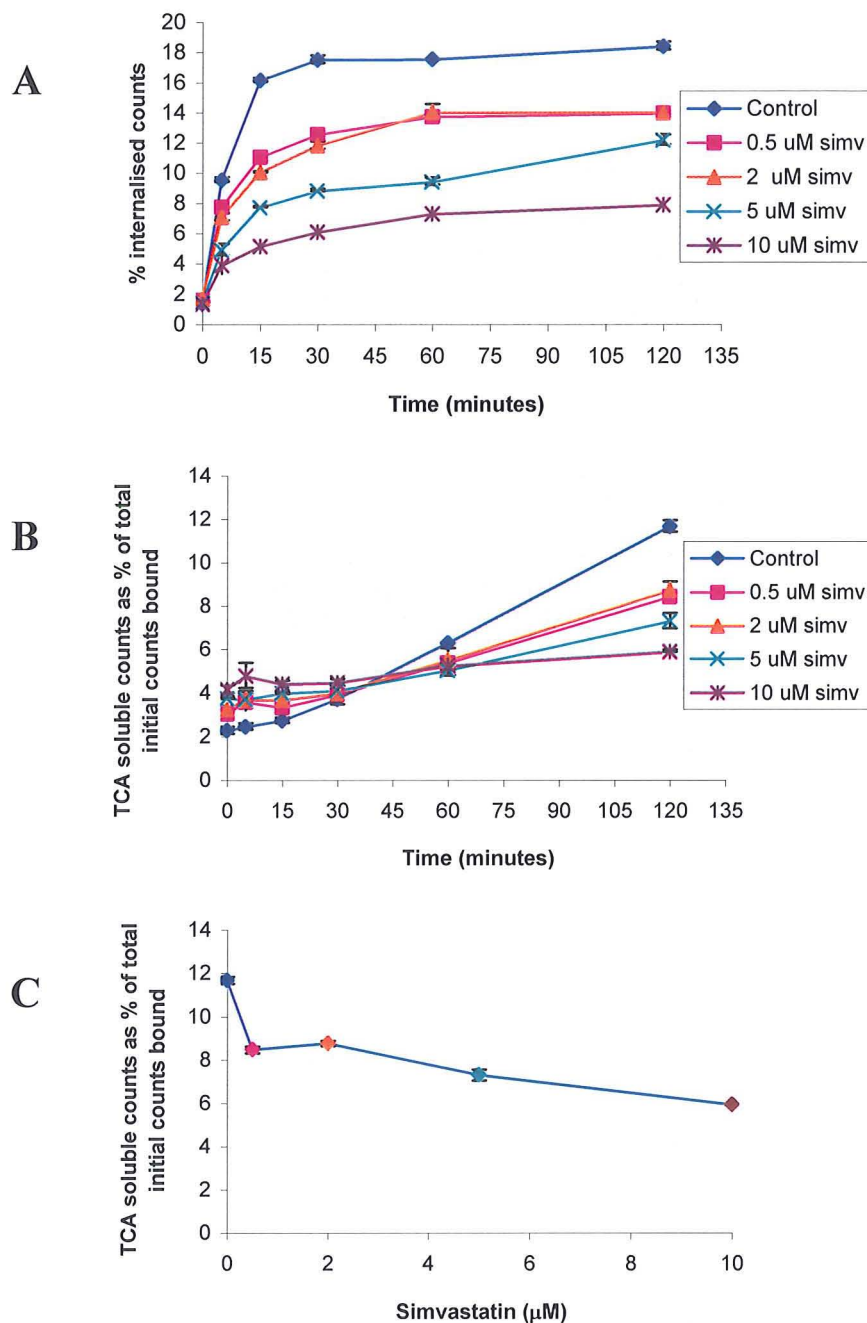 A
% internalised counts
20
18
16
14
12
10
8
6
4
2
0
0 15 30 45 60 75 90 105 120 135
Time (minutes)
Control
0.5 uM simv
2 uM simv
5 uM simv
10 uM simv
B
TCA soluble counts as % of total
initial counts bound
14
12
10
8
6
4
2
0
0 15 30 45 60 75 90 105 120 135
Time (minutes)
Control
0.5 uM simv
2 uM simv
5 uM simv
10 uM simv
C
TCA soluble counts as % of total
initial counts bound
14
12
10
8
6
4
2
0
0 2 4 6 8 10
Simvastatin (μM)